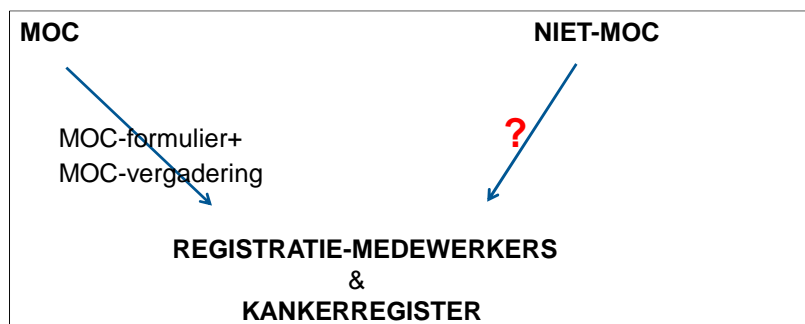 MOC NIET-MOC
?
MOC-formulier+
MOC-vergadering
REGISTRATIE-MEDEWERKERS
&
KANKERREGISTER